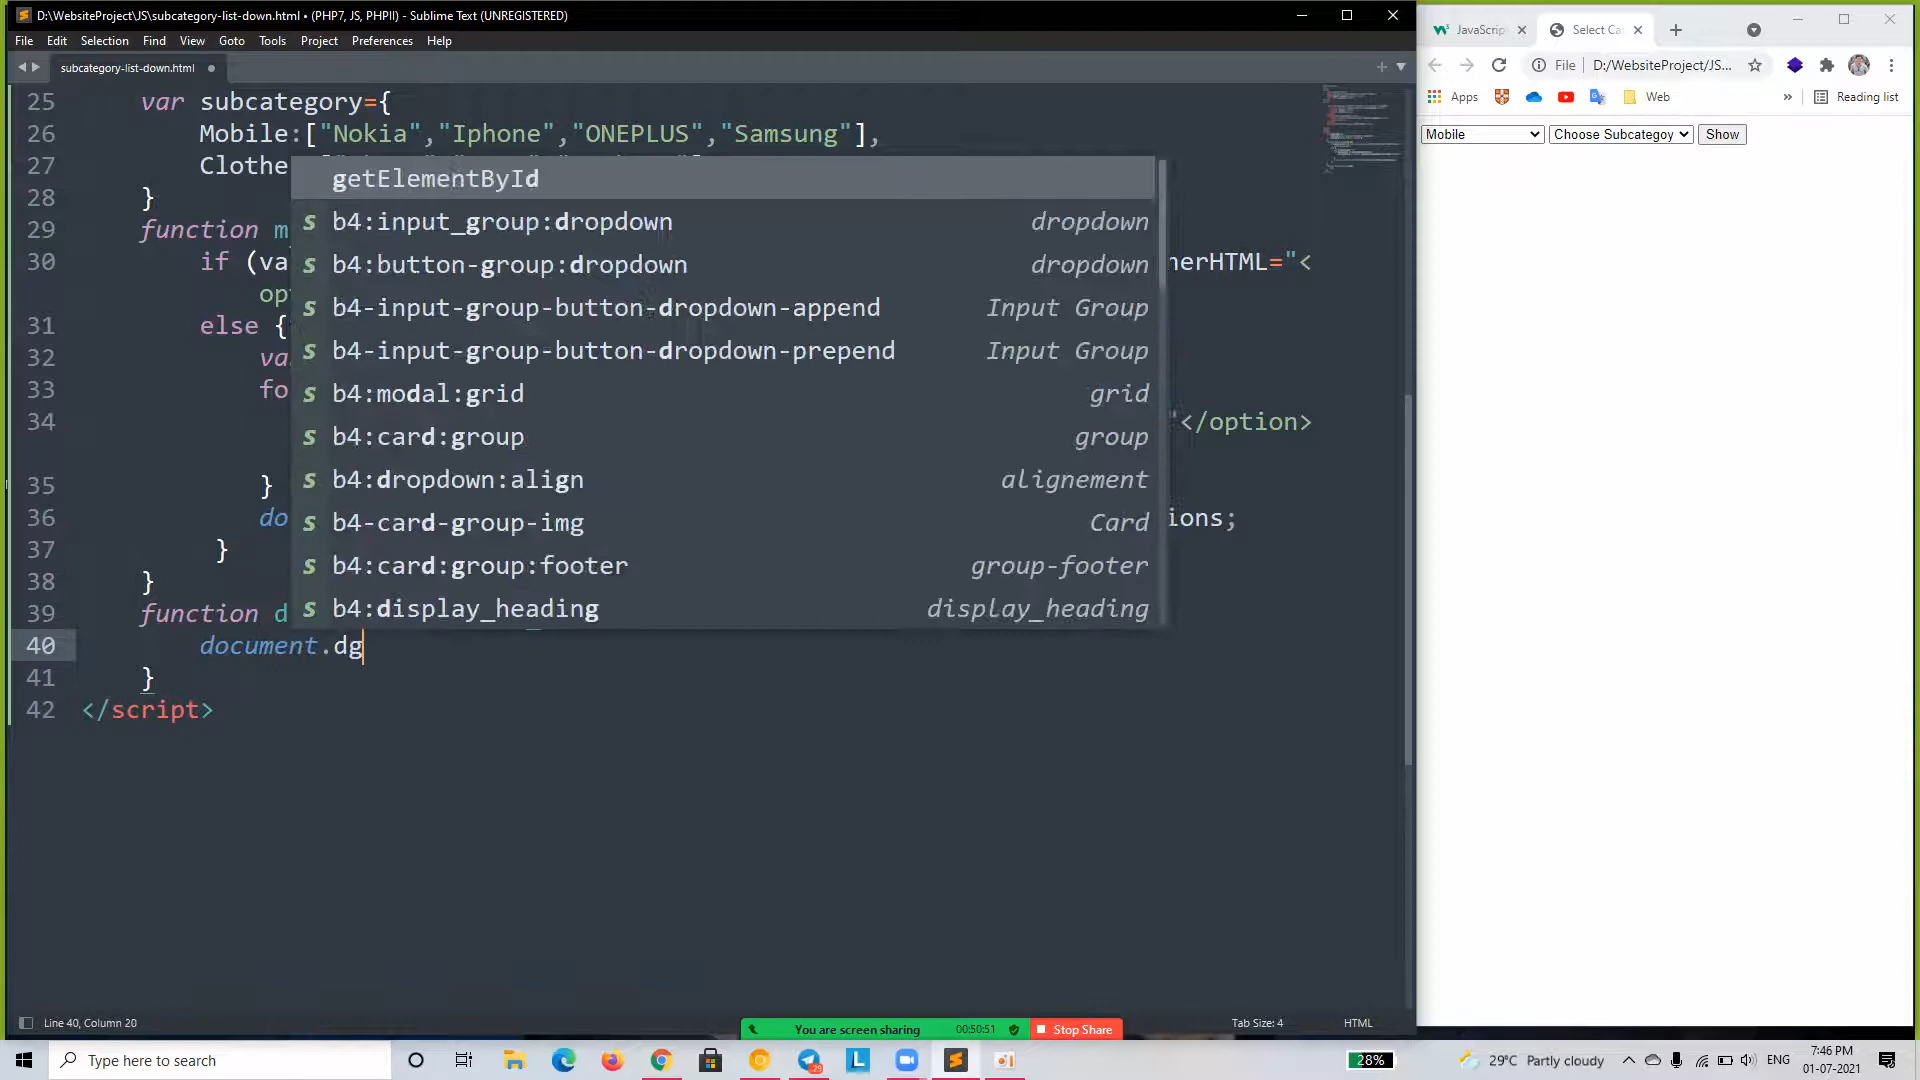 D:\WebsiteProject\JS\subcategory-list-down.html • (PHP7, JS, PHPII) - Sublime Text (UNREGISTERED)
File Edit Selection Find View Goto Tools Project Preferences Help
subcategory-list-down.html
25 var subcategory={
26 Mobile:["Nokia","Iphone","ONEPLUS","Samsung"],
27 Clothe
28 }
29 function m
30 if (va nerHTML="<
op
31 else {
32 va
33 fo
34 "</option>
35 }
36 do ions;
37 }
38 }
39 function d
40 document.dg
41 }
42 </script>
getElementById
s b4:input_group:dropdown dropdown
s b4:button-group:dropdown dropdown
s b4-input-group-button-dropdown-append Input Group
s b4-input-group-button-dropdown-prepend Input Group
s b4:modal:grid grid
s b4:card:group group
s b4:dropdown:align alignement
s b4-card-group-img Card
s b4:card:group:footer group-footer
s b4:display_heading display_heading
Line 40, Column 20
Tab Size: 4
HTML
JavaScrip
Select Ca
File D:/WebsiteProject/JS...
Apps Web » Reading list
Mobile Choose Subcategoy Show
You are screen sharing 00:50:51 Stop Share
Type here to search
29
L
28%
29°C Partly cloudy
ENG
7:46 PM
01-07-2021